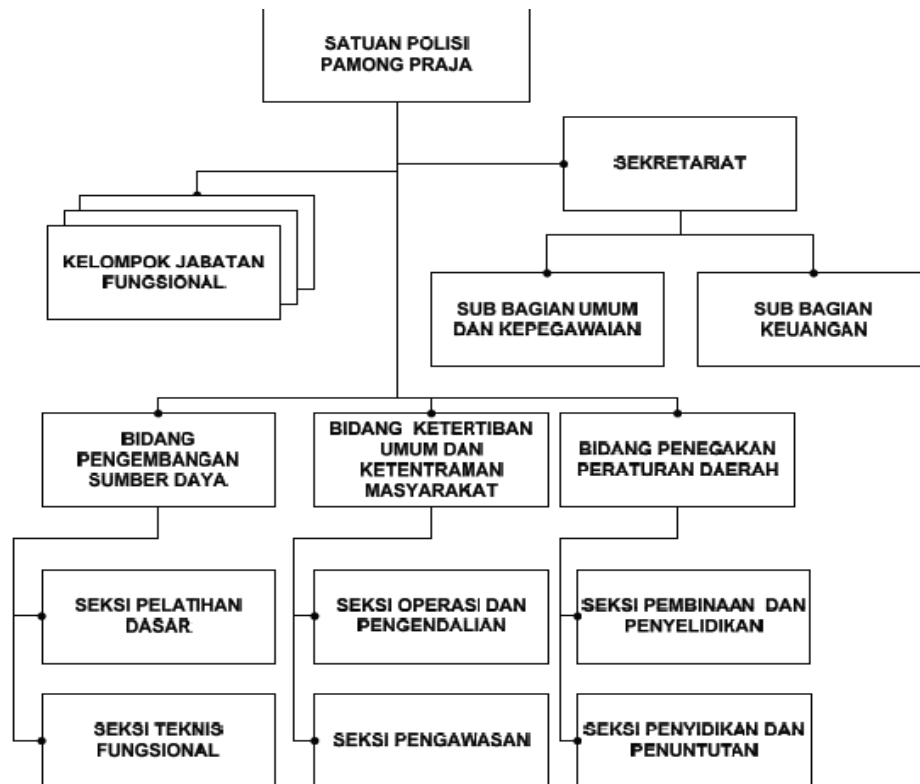 SATUAN POLISI
PAMONG PRAJA
SEKRETARIAT
KELOMPOK JABATAN
FUNGSIONAL
SUB BAGIAN UMUM
DAN KEPEGAWAIAN
SUB BAGIAN
KEUANGAN
BIDANG
PENGEMBANGAN
SUMBER DAYA
BIDANG KETERTIBAN
UMUM DAN
KETENTRAMAN
MASYARAKAT
BIDANG PENEGAKAN
PERATURAN DAERAH
SEKSI PELATIHAN
DASAR
SEKSI OPERASI DAN
PENGENDALIAN
SEKSI PEMBINAAN DAN
PENYELIDIKAN
SEKSI TEKNIS
FUNGSIONAL
SEKSI PENGAWASAN
SEKSI PENYIDIKAN DAN
PENUNTUTAN